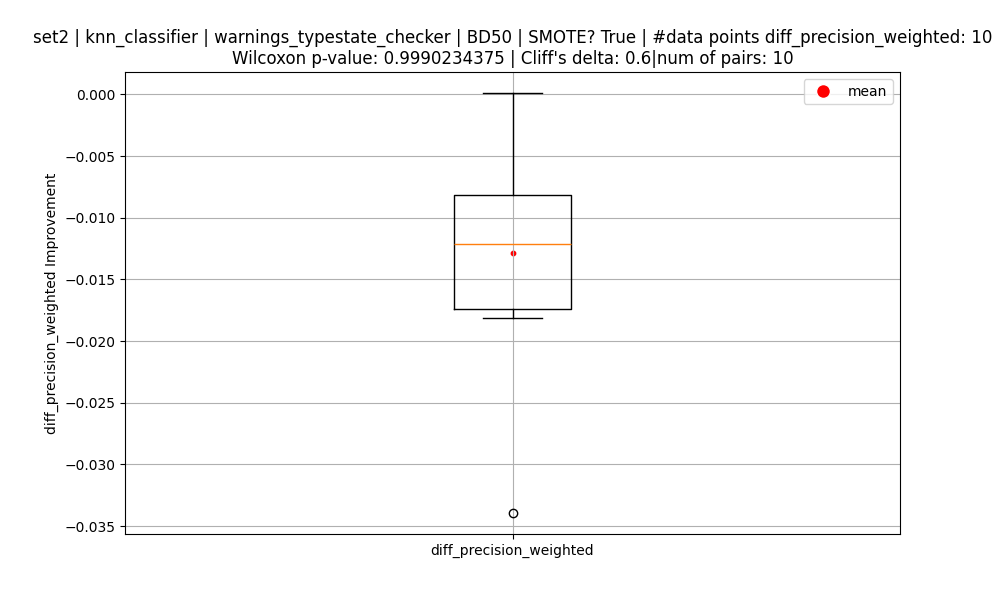 set2 | knn_classifier | warnings_typestate_checker | BD50 | SMOTE? True | #data points diff_precision_weighted: 10
Wilcoxon p-value: 0.9990234375 | Cliff's delta: 0.6|num of pairs: 10
mean
0.000
−0.005
−0.010
−0.015
−0.020
−0.025
−0.030
−0.035
diff_precision_weighted Improvement
diff_precision_weighted